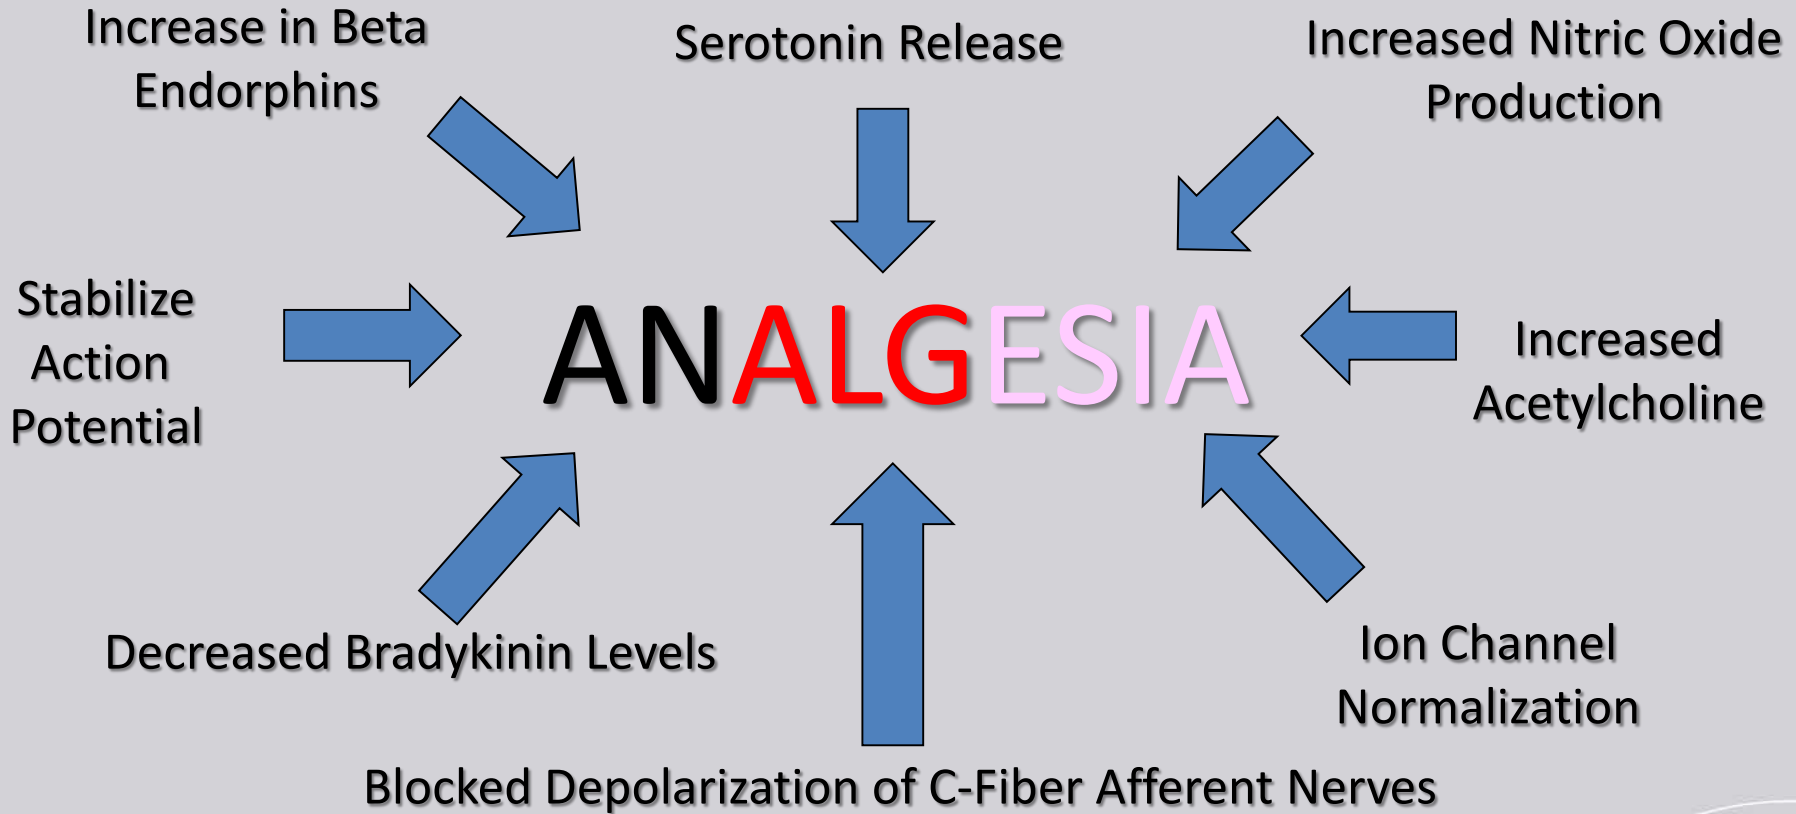 Increase in Beta
Endorphins
Serotonin Release
Increased Nitric Oxide
Production
Stabilize
Action
Potential
ANALGESIA
Increased
Acetylcholine
Decreased Bradykinin Levels
Ion Channel
Normalization
Blocked Depolarization of C-Fiber Afferent Nerves